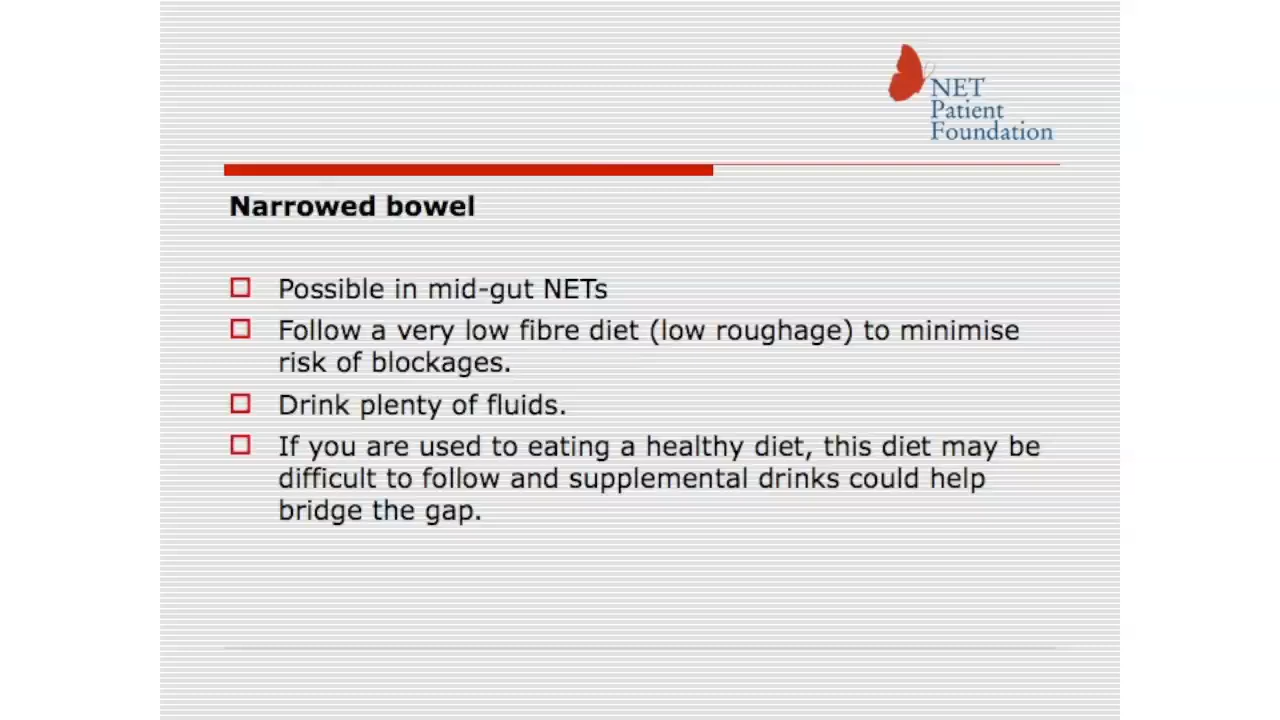 NET
Patient
Foundation
Narrowed bowel
Possible in mid-gut NETs
Follow a very low fibre diet (low roughage) to minimise
risk of blockages.
Drink plenty of fluids.
If you are used to eating a healthy diet, this diet may be
difficult to follow and supplemental drinks could help
bridge the gap.